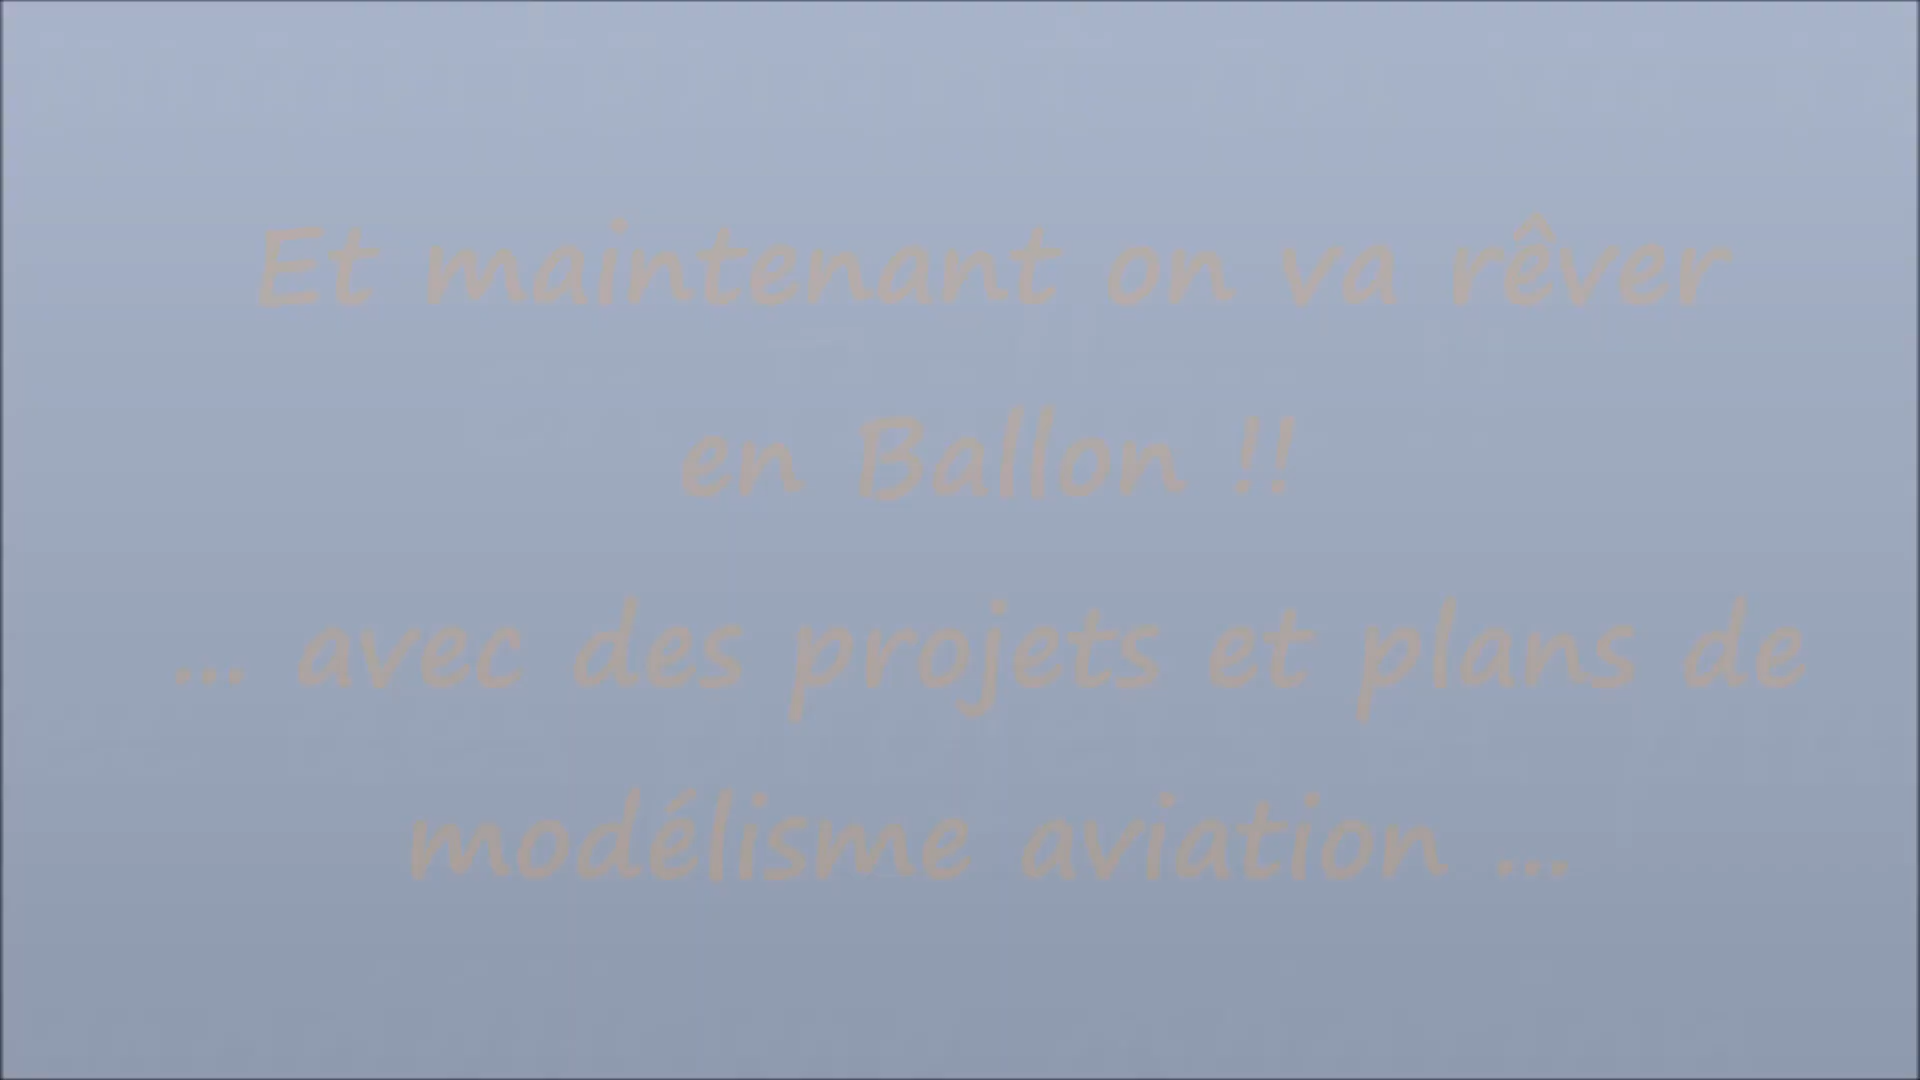 Et maintenant on va rêver
en Ballon !!
... avec des projets et plans de
modélisme aviation ...